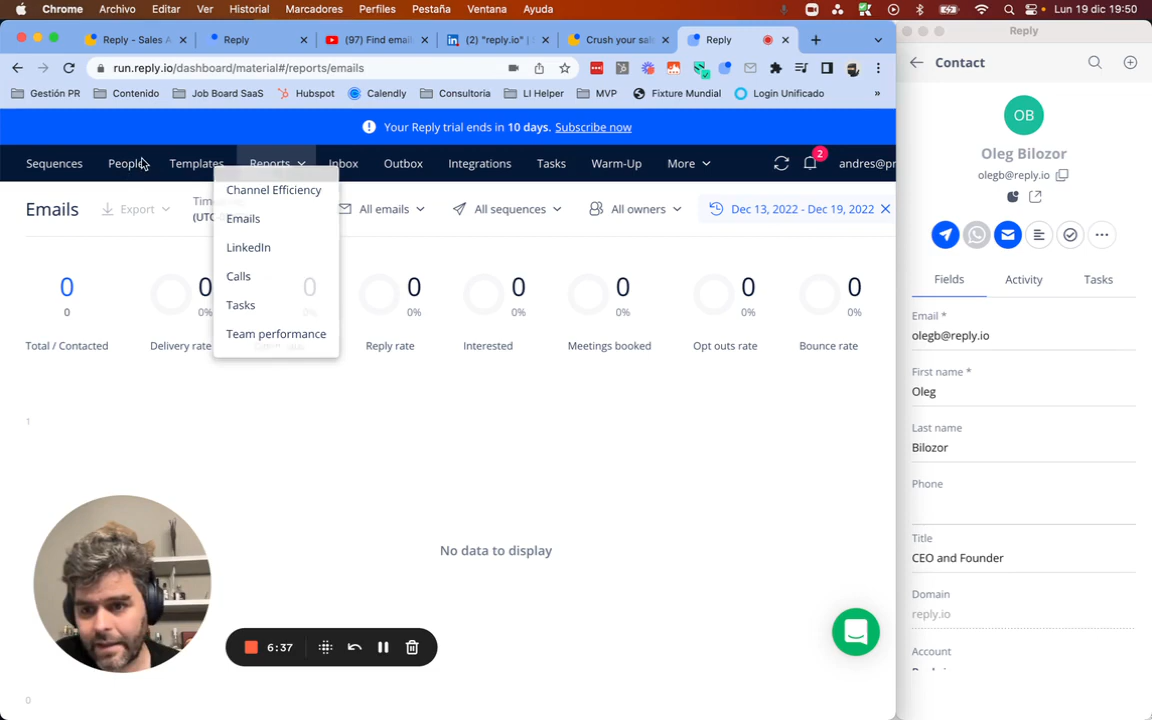 Chrome Archivo Editar Ver Historial Marcadores Perfiles Pestaña Ventana Ayuda
Lun 19 dic 19:50
Reply - Sales A
Reply
(97) Find email
(2) "reply.io" |
Crush your sale
Reply
run.reply.io/dashboard/material#/reports/emails
Gestión PR
Contenido
Job Board SaaS
Hubspot
Calendly
Consultoria
LI Helper
MVP
Fixture Mundial
Login Unificado
»
Your Reply trial ends in 10 days. Subscribe now
Sequences People Templates Reports Inbox Outbox Integrations Tasks Warm-Up More
2
andres@pr
Emails
Export
(UTC
All emails
All sequences
All owners
Dec 13, 2022 - Dec 19, 2022
Channel Efficiency
Emails
LinkedIn
Calls
Tasks
Team performance
0 0 0 0 0 0 0 0
0 0% 0% 0% 0% 0% 0%
Total / Contacted
Delivery rate
Reply rate
Interested
Meetings booked
Opt outs rate
Bounce rate
1
No data to display
0
6:37
Reply
Contact
OB
Oleg Bilozor
olegb@reply.io
Fields Activity Tasks
Email *
olegb@reply.io
First name *
Oleg
Last name
Bilozor
Phone
Title
CEO and Founder
Domain
reply.io
Account